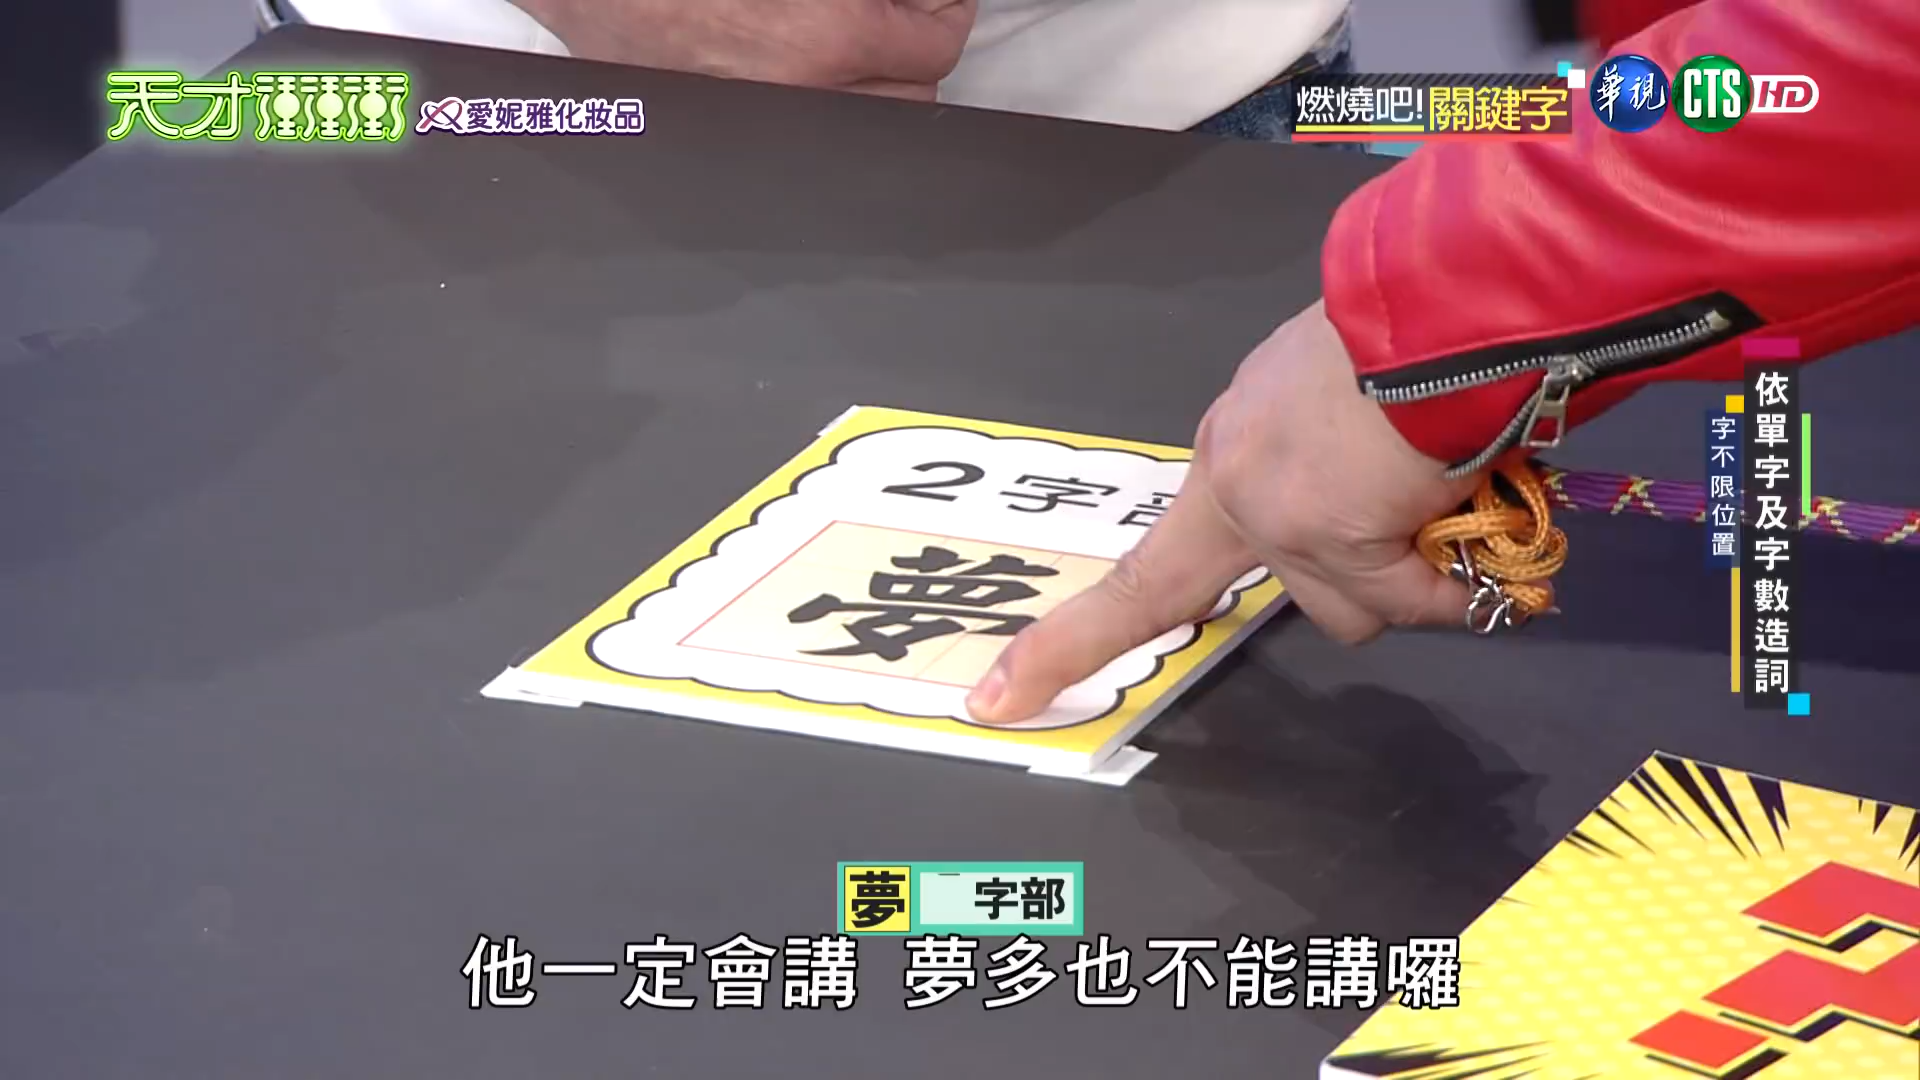 天才衝衝衝
愛妮雅化妝品
燃燒吧!關鍵字
華視 CTS HD
依單字及字數造詞
字不限位置
2字部
夢
夢 字部
他一定會講 夢多也不能講囉